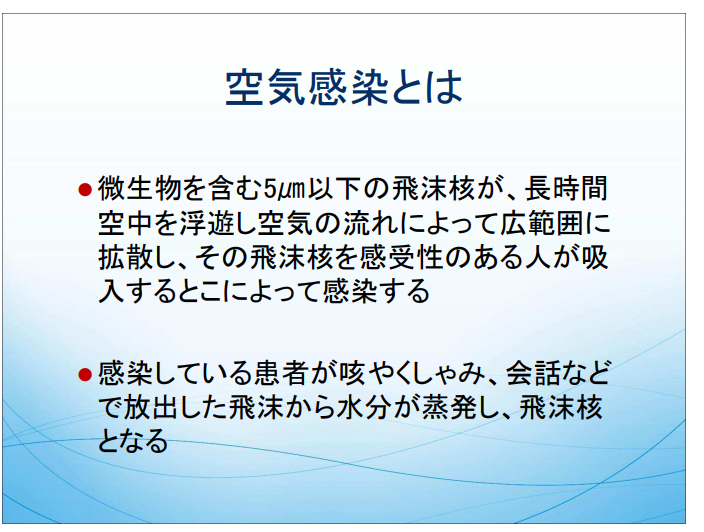 空気感染とは
●微生物を含む5㎛以下の飛沫核が、長時間
空中を浮遊し空気の流れによって広範囲に
拡散し、その飛沫核を感受性のある人が吸
入するとこによって感染する
●感染している患者が咳やくしゃみ、会話など
で放出した飛沫から水分が蒸発し、飛沫核
となる